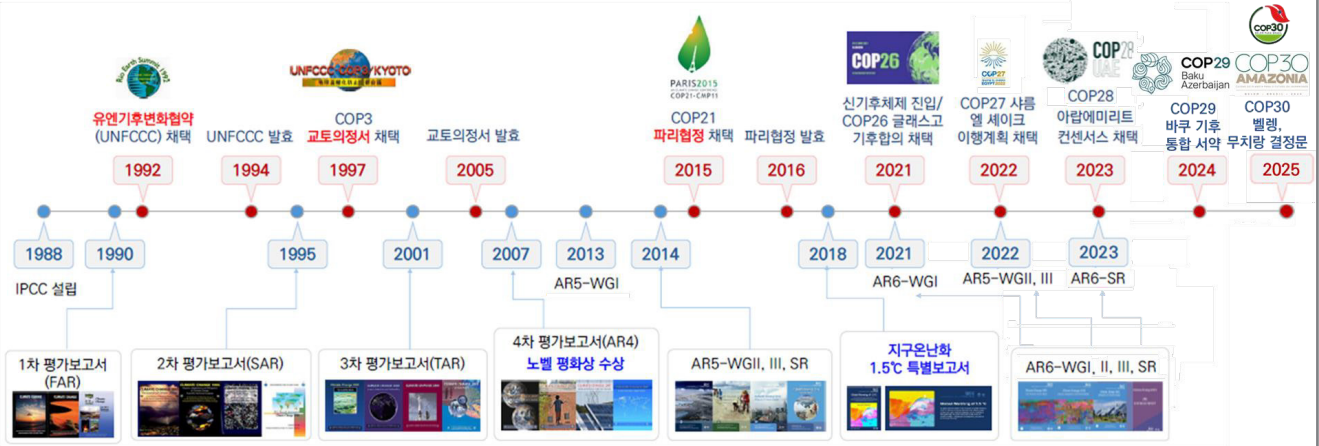 Rio Earth Summit 1992
유엔기후변화협약
(UNFCCC) 채택
1992
UNFCCC 발효
1994
UNFCCC COP3 KYOTO
COP3
교토의정서 채택
1997
교토의정서 발효
2005
PARIS2015
COP21·CMP11
COP21
파리협정 채택
2015
파리협정 발효
2016
COP26
신기후체제 진입/
COP26 글래스고
기후합의 채택
2021
COP27
COP27 샤름
엘 셰이크
이행계획 채택
2022
COP28
UAE
COP28
아랍에미리트
컨센서스 채택
2023
COP29
Baku
Azerbaijan
COP29
바쿠 기후
통합 서약
2024
COP30
COP30
AMAZONIA
COP30
벨렝,
무치랑 결정문
2025
1988
IPCC 설립
1990
1995
2001
2007
2013
AR5-WGI
2014
2018
2021
AR6-WGI
2022
AR5-WGII, III
2023
AR6-SR
1차 평가보고서
(FAR)
2차 평가보고서(SAR)
3차 평가보고서(TAR)
4차 평가보고서(AR4)
노벨 평화상 수상
AR5-WGII, III, SR
지구온난화
1.5℃ 특별보고서
AR6-WGI, II, III, SR